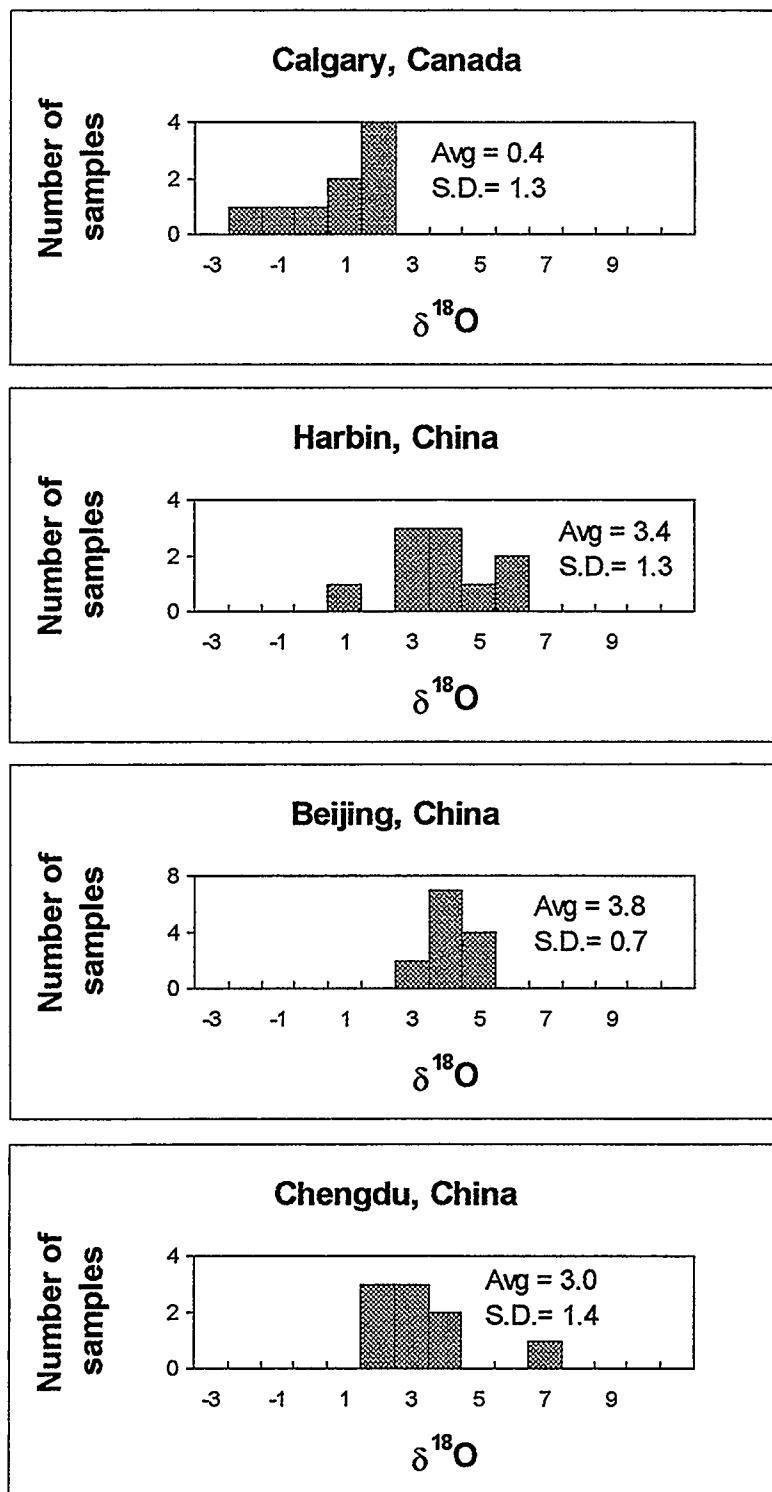 Calgary, Canada
Number of
samples
4
2
0
Avg = 0.4
S.D.= 1.3
-3 -1 1 3 5 7 9
δ18O
Harbin, China
Number of
samples
4
2
0
Avg = 3.4
S.D.= 1.3
-3 -1 1 3 5 7 9
δ18O
Beijing, China
Number of
samples
8
4
0
Avg = 3.8
S.D.= 0.7
-3 -1 1 3 5 7 9
δ18O
Chengdu, China
Number of
samples
4
2
0
Avg = 3.0
S.D.= 1.4
-3 -1 1 3 5 7 9
δ18O